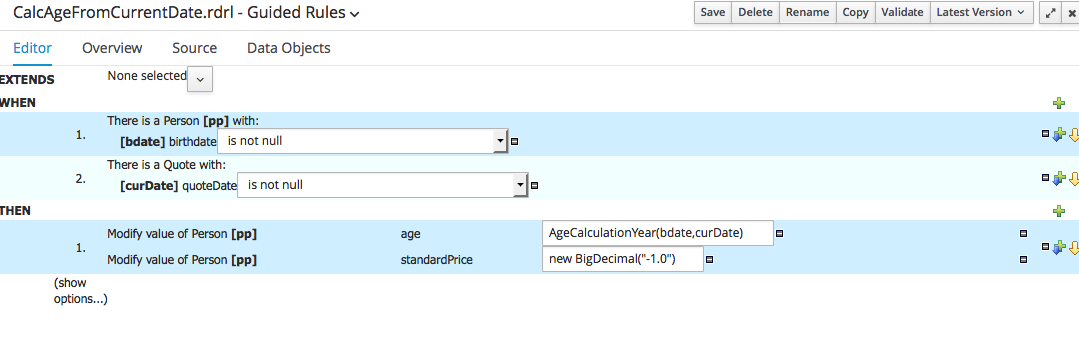 CalcAgeFromCurrentDate.rdrl - Guided Rules
Save Delete Rename Copy Validate Latest Version
Editor Overview Source Data Objects
EXTENDS None selected
WHEN
There is a Person [pp] with:
1.
[bdate] birthdate is not null
There is a Quote with:
2.
[curDate] quoteDate is not null
THEN
Modify value of Person [pp] age AgeCalculationYear(bdate,curDate)
1.
Modify value of Person [pp] standardPrice new BigDecimal("-1.0")
(show
options...)